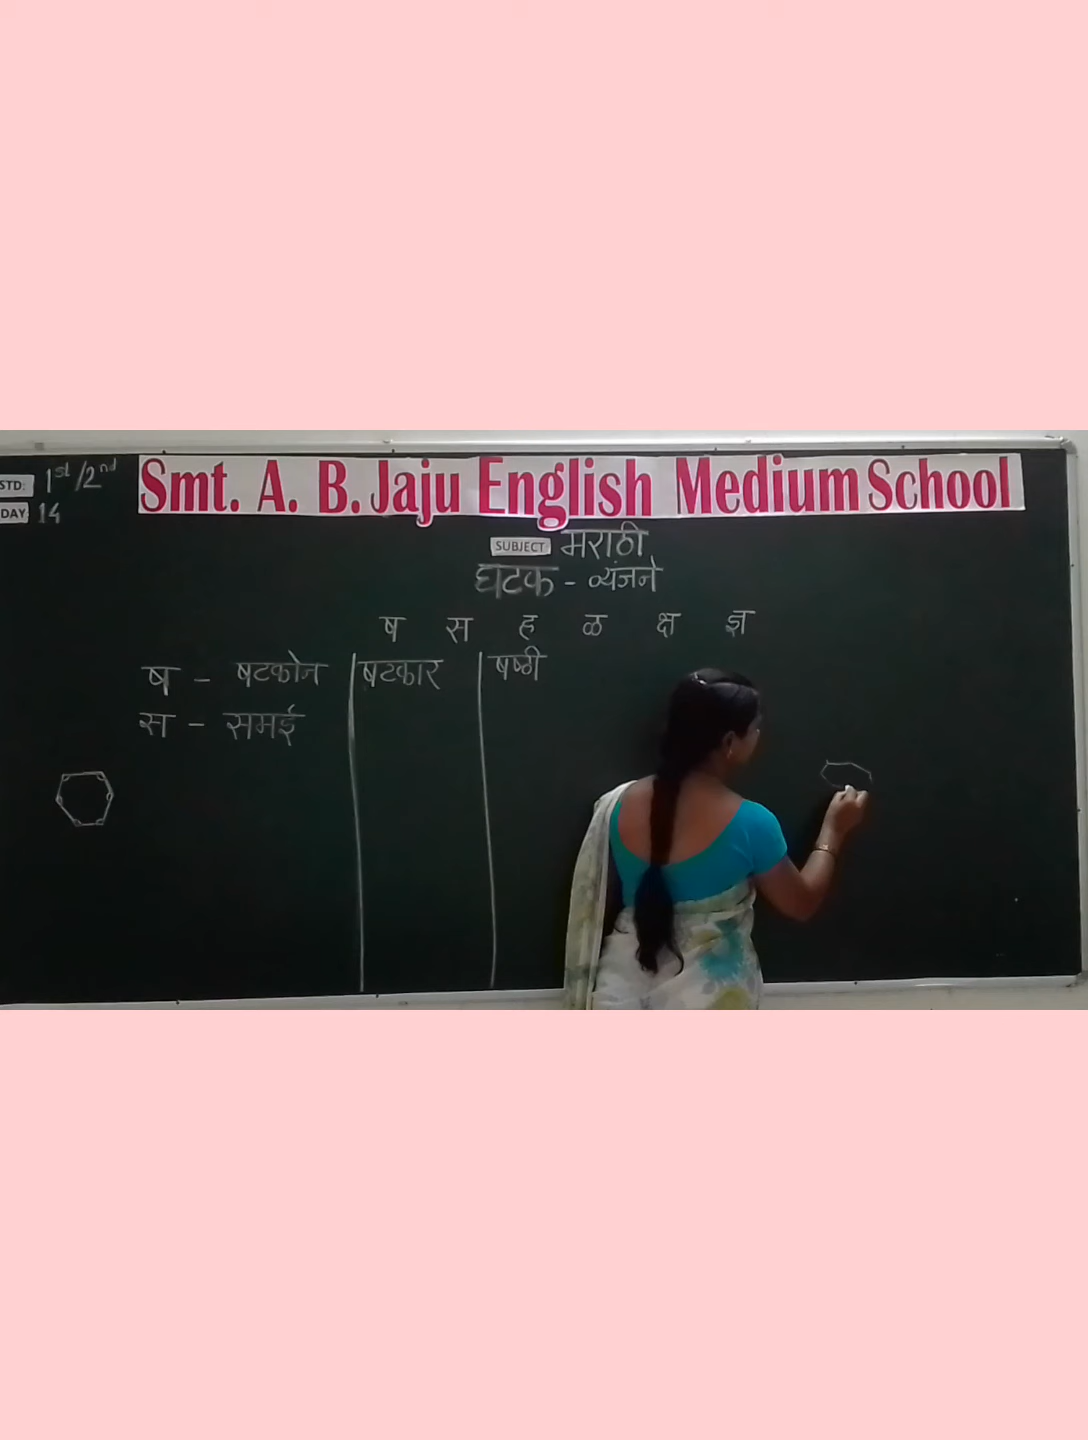 STD: 1st/2nd
Smt. A. B. Jaju English Medium School
DAY 14
SUBJECT मराठी
घटक - व्यंजने
ष स ह ळ क्ष ज्ञ
ष - षटकोन षटकार षष्ठी
स - समई